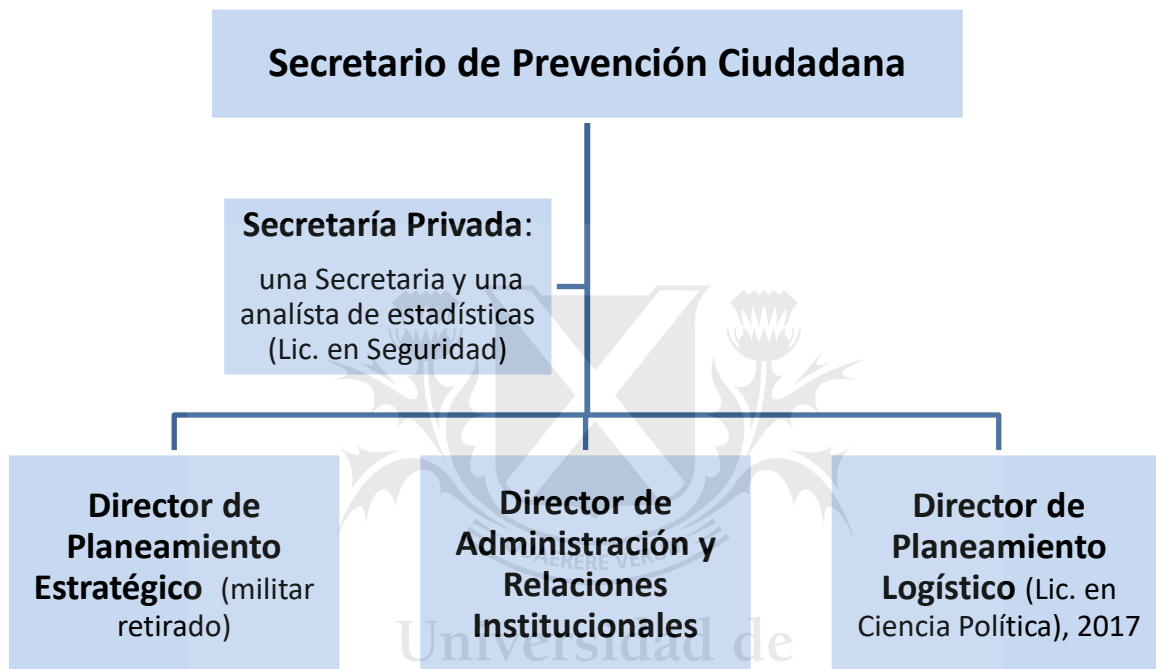 Secretario de Prevención Ciudadana
Secretaría Privada:
una Secretaria y una
analísta de estadísticas
(Lic. en Seguridad)
Director de
Planeamiento
Estratégico (militar
retirado)
Director de
Administración y
Relaciones
Institucionales
Director de
Planeamiento
Logístico (Lic. en
Ciencia Política), 2017
Universidad de